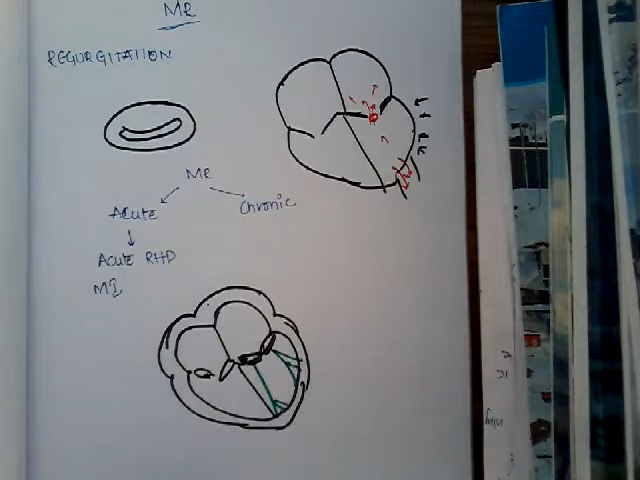 MR
REGURGITATION
MR
Acute
Chronic
Acute RHD
MI